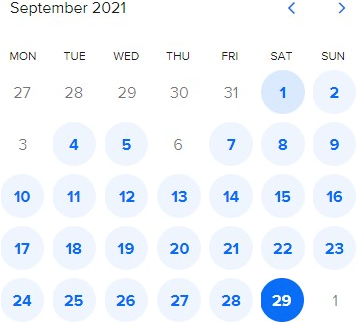 September 2021
MON TUE WED THU FRI SAT SUN
27 28 29 30 31 1 2
3 4 5 6 7 8 9
10 11 12 13 14 15 16
17 18 19 20 21 22 23
24 25 26 27 28 29 1